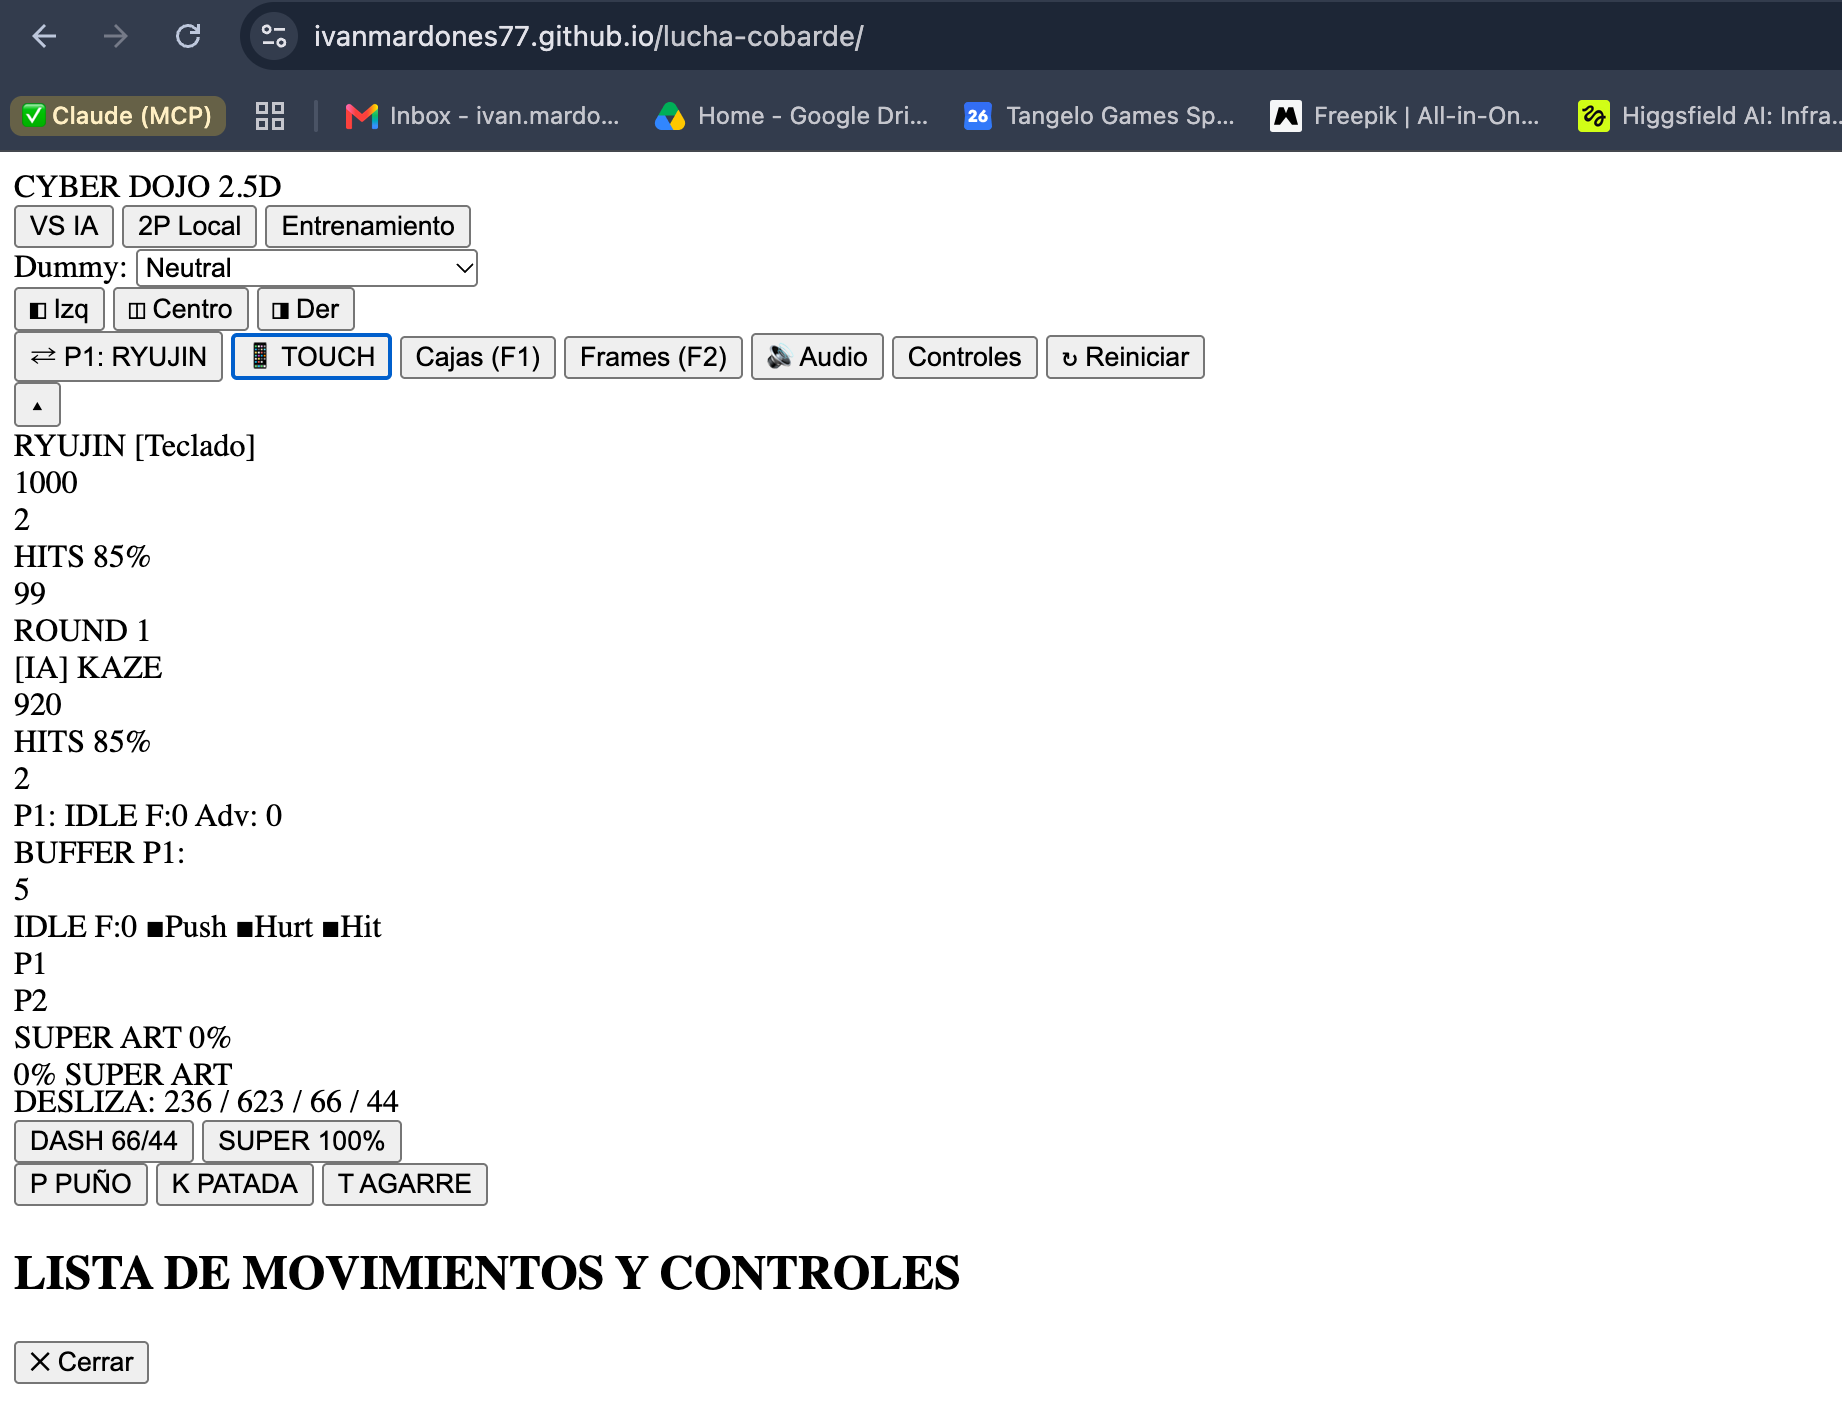 ivanmardones77.github.io/lucha-cobarde/
Claude (MCP)
Inbox - ivan.mardo...
Home - Google Dri...
26
Tangelo Games Sp...
Freepik | All-in-On...
Higgsfield AI: Infra...
CYBER DOJO 2.5D
VS IA 2P Local Entrenamiento
Dummy: Neutral
◧ Izq ◫ Centro ◨ Der
⇄ P1: RYUJIN 📱 TOUCH Cajas (F1) Frames (F2) 🔊 Audio Controles ↻ Reiniciar
▲
RYUJIN [Teclado]
1000
2
HITS 85%
99
ROUND 1
[IA] KAZE
920
HITS 85%
2
P1: IDLE F:0 Adv: 0
BUFFER P1:
5
IDLE F:0 ■Push ■Hurt ■Hit
P1
P2
SUPER ART 0%
0% SUPER ART
DESLIZA: 236 / 623 / 66 / 44
DASH 66/44 SUPER 100%
P PUÑO K PATADA T AGARRE
LISTA DE MOVIMIENTOS Y CONTROLES
✕ Cerrar